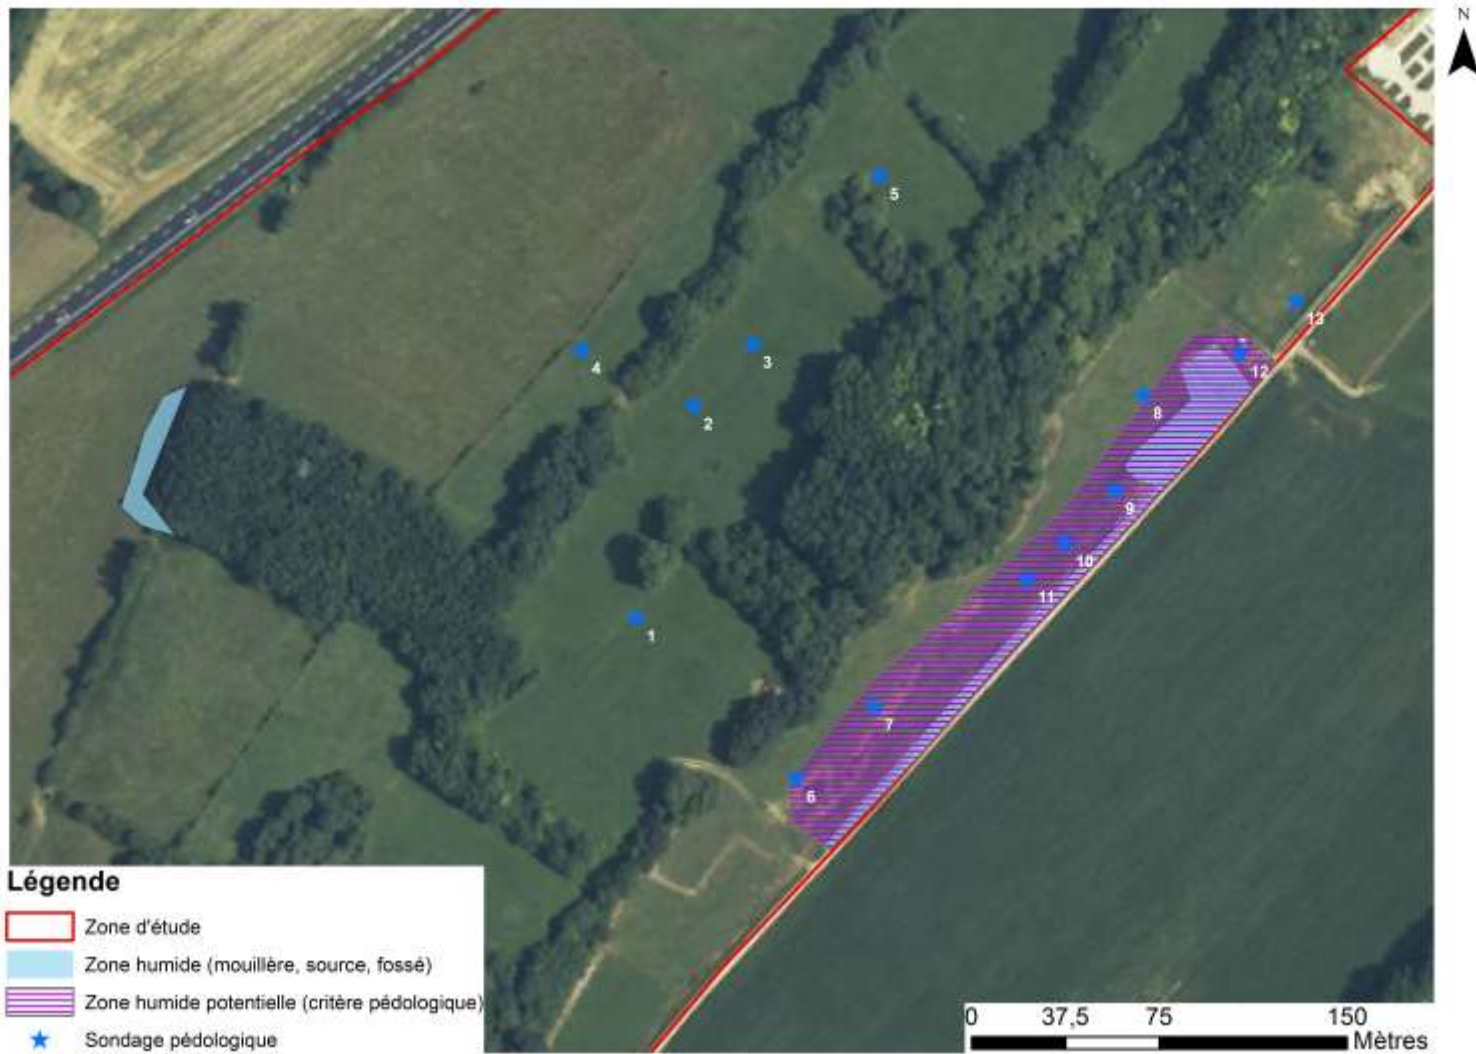 N
5
13
4
3
12
8
2
9
10
11
1
7
6
Légende
Zone d'étude
Zone humide (mouillère, source, fossé)
Zone humide potentielle (critère pédologique)
Sondage pédologique
0 37,5 75 150
Mètres